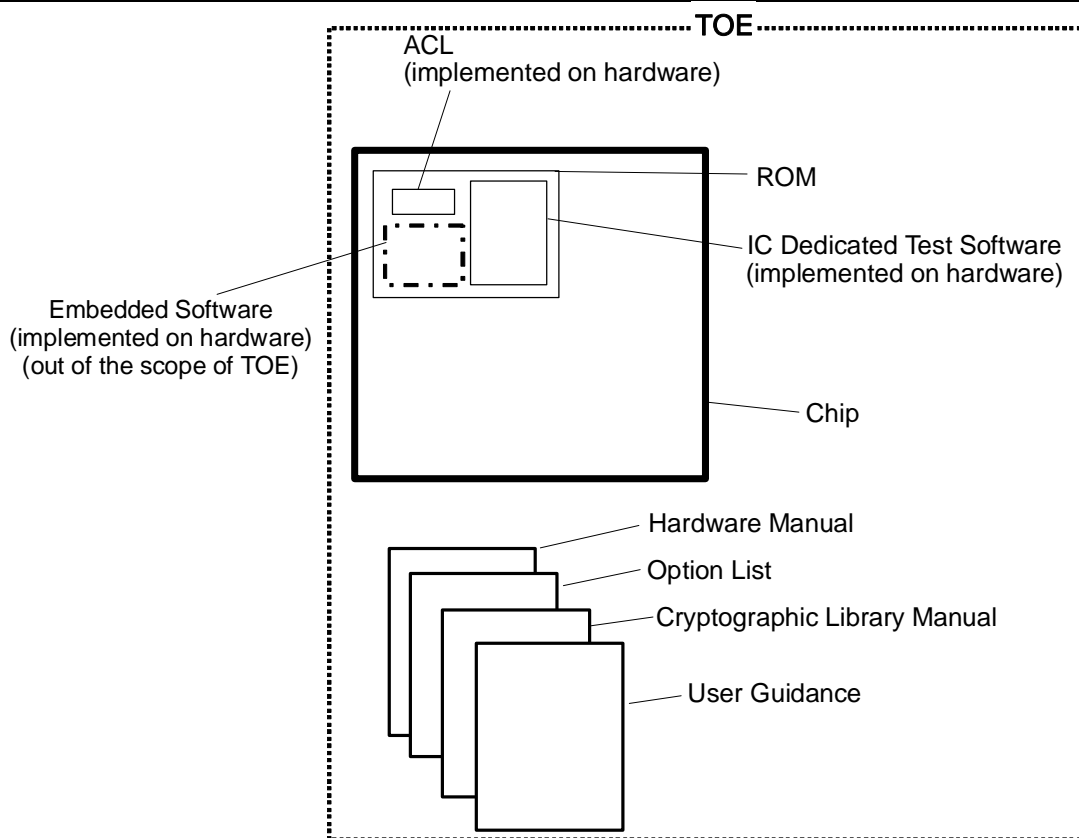 TOE
ACL
(implemented on hardware)
ROM
IC Dedicated Test Software
(implemented on hardware)
Embedded Software
(implemented on hardware)
(out of the scope of TOE)
Chip
Hardware Manual
Option List
Cryptographic Library Manual
User Guidance